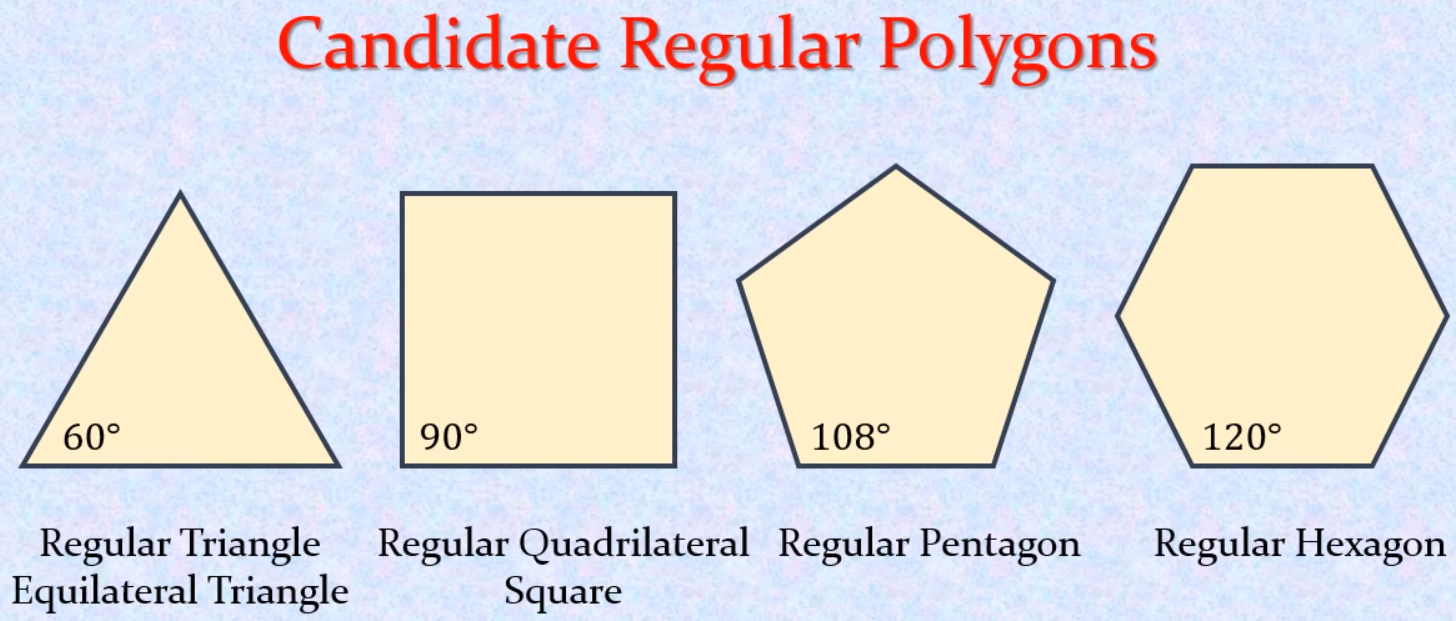 Candidate Regular Polygons
60°
90°
108°
120°
Regular Triangle
Equilateral Triangle
Regular Quadrilateral
Square
Regular Pentagon
Regular Hexagon